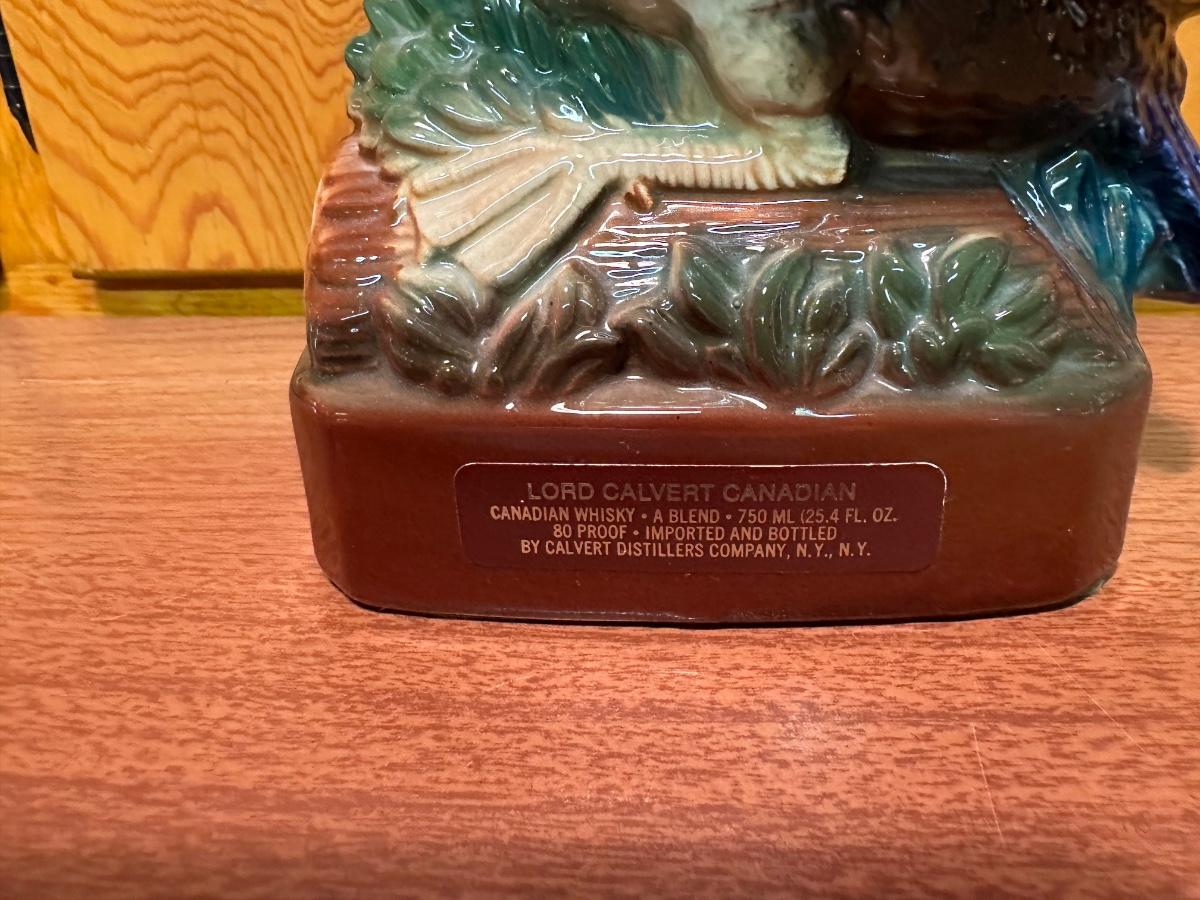 LORD CALVERT CANADIAN
CANADIAN WHISKY • A BLEND • 750 ML (25.4 FL. OZ.
80 PROOF • IMPORTED AND BOTTLED
BY CALVERT DISTILLERS COMPANY, N.Y., N.Y.